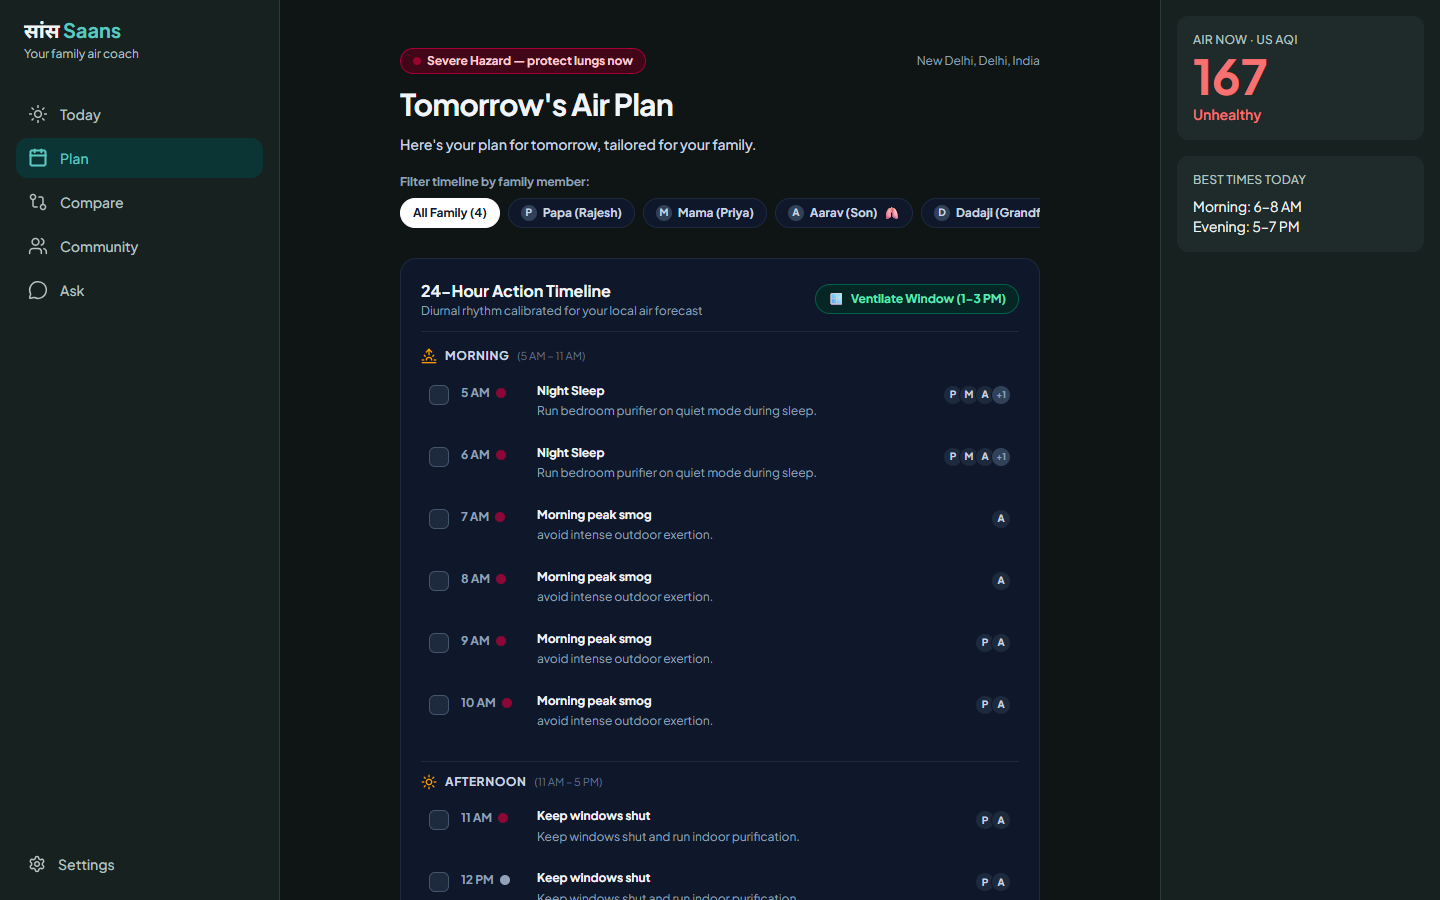 सांस Saans
Your family air coach
Today
Plan
Compare
Community
Ask
Settings
Severe Hazard — protect lungs now
New Delhi, Delhi, India
Tomorrow's Air Plan
Here's your plan for tomorrow, tailored for your family.
Filter timeline by family member:
All Family (4)
P Papa (Rajesh)
M Mama (Priya)
A Aarav (Son)
D Dadaji (Grandf
24-Hour Action Timeline
Diurnal rhythm calibrated for your local air forecast
Ventilate Window (1–3 PM)
MORNING (5 AM – 11 AM)
5 AM Night Sleep P M A +1
Run bedroom purifier on quiet mode during sleep.
6 AM Night Sleep P M A +1
Run bedroom purifier on quiet mode during sleep.
7 AM Morning peak smog A
avoid intense outdoor exertion.
8 AM Morning peak smog A
avoid intense outdoor exertion.
9 AM Morning peak smog P A
avoid intense outdoor exertion.
10 AM Morning peak smog P A
avoid intense outdoor exertion.
AFTERNOON (11 AM – 5 PM)
11 AM Keep windows shut P A
Keep windows shut and run indoor purification.
12 PM Keep windows shut P A
Keep windows shut and run indoor purification.
AIR NOW · US AQI
167
Unhealthy
BEST TIMES TODAY
Morning: 6–8 AM
Evening: 5–7 PM